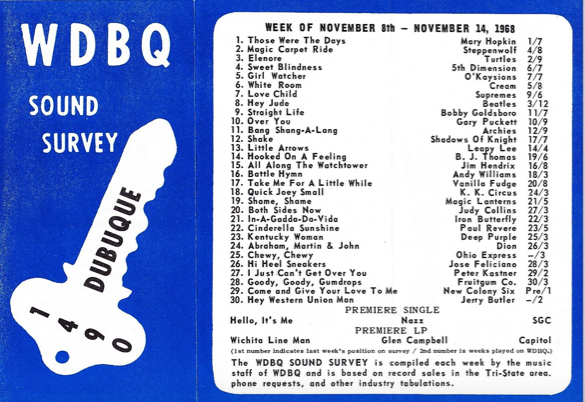 WDBQ
SOUND
SURVEY
DUBUQUE
1490
WEEK OF NOVEMBER 8th — NOVEMBER 14, 1968
1. Those Were The Days Mary Hopkin 1/7
2. Magic Carpet Ride Steppenwolf 4/8
3. Elenore Turtles 2/9
4. Sweet Blindness 5th Dimension 6/7
5. Girl Watcher O'Kaysions 7/7
6. White Room Cream 5/8
7. Love Child Supremes 9/6
8. Hey Jude Beatles 3/12
9. Straight Life Bobby Goldsboro 11/7
10. Over You Gary Puckett 10/9
11. Bang Shang-A-Lang Archies 12/9
12. Shake Shadows Of Knight 17/7
13. Little Arrows Leapy Lee 14/4
14. Hooked On A Feeling B. J. Thomas 19/6
15. All Along The Watchtower Jim Hendrix 16/8
16. Battle Hymn Andy Williams 18/3
17. Take Me For A Little While Vanilla Fudge 20/8
18. Quick Joey Small K. K. Circus 24/3
19. Shame, Shame Magic Lanterns 21/5
20. Both Sides Now Judy Collins 27/3
21. In-A-Gadda-Da-Vida Iron Butterfly 22/3
22. Cinderella Sunshine Paul Revere 23/5
23. Kentucky Woman Deep Purple 25/3
24. Abraham, Martin & John Dion 26/3
25. Chewy, Chewy Ohio Express —/3
26. Hi Heel Sneakers Jose Feliciano 28/3
27. I Just Can't Get Over You Peter Kastner 29/2
28. Goody, Goody, Gumdrops Fruitgum Co. 30/3
29. Come and Give Your Love To Me New Colony Six Pre/1
30. Hey Western Union Man Jerry Butler —/2
PREMIERE SINGLE
Hello, It's Me Nazz SGC
PREMIERE LP
Wichita Line Man Glen Campbell Capitol
(1st number indicates last week's position on survey / 2nd number is weeks played on WDBQ.)
The WDBQ SOUND SURVEY is compiled each week by the music
staff of WDBQ and is based on record sales in the Tri-State area.
phone requests, and other industry tabulations.